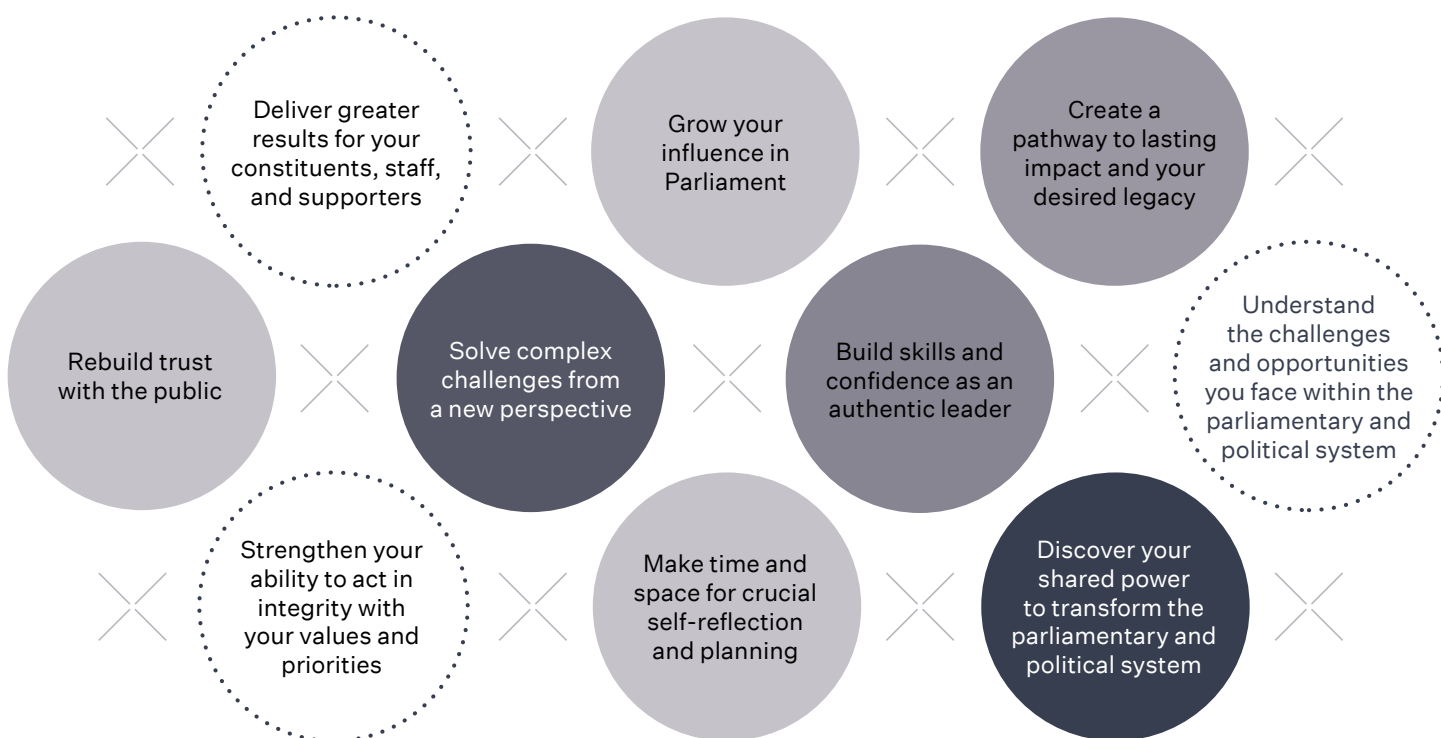 Deliver greater
results for your
constituents, staff,
and supporters
Grow your
influence in
Parliament
Create a
pathway to lasting
impact and your
desired legacy
Rebuild trust
with the public
Solve complex
challenges from
a new perspective
Build skills and
confidence as an
authentic leader
Understand
the challenges
and opportunities
you face within the
parliamentary and
political system
Strengthen your
ability to act in
integrity with
your values and
priorities
Make time and
space for crucial
self-reflection
and planning
Discover your
shared power
to transform the
parliamentary and
political system